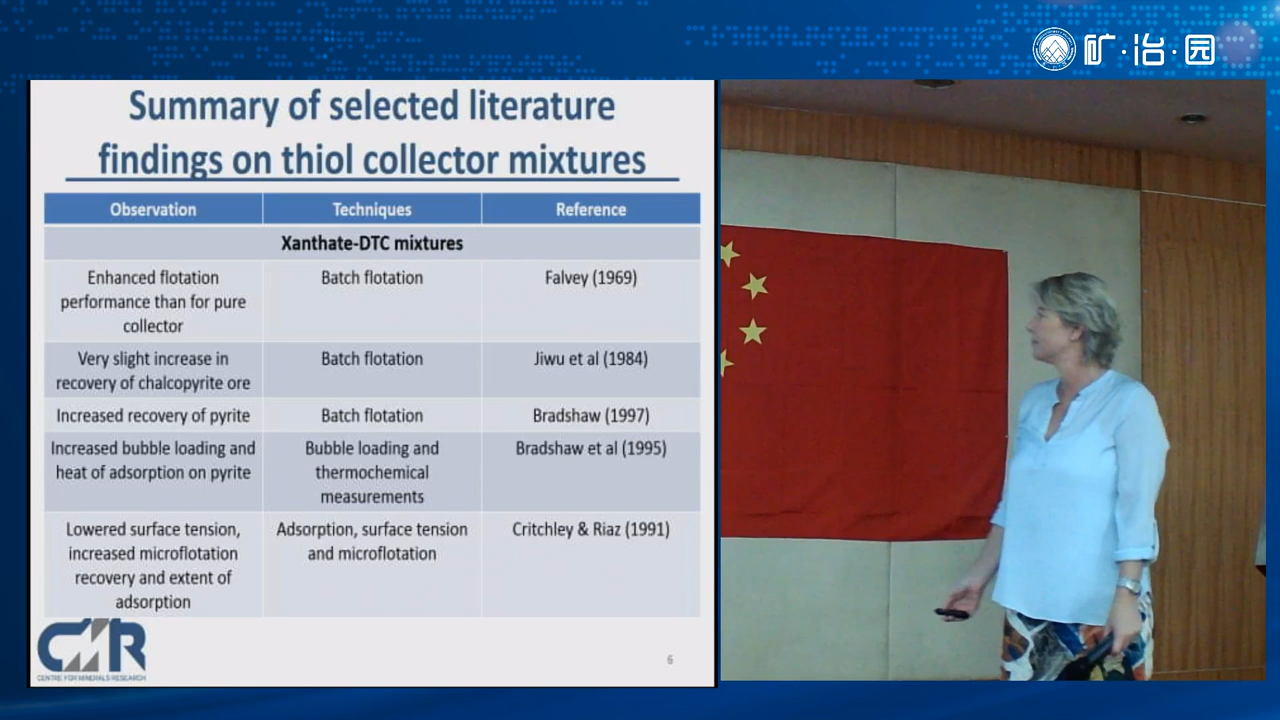 矿·冶·园
Summary of selected literature
findings on thiol collector mixtures
Observation Techniques Reference
Xanthate-DTC mixtures
Enhanced flotation
performance than for pure
collector
Batch flotation
Falvey (1969)
Very slight increase in
recovery of chalcopyrite ore
Batch flotation
Jiwu et al (1984)
Increased recovery of pyrite
Batch flotation
Bradshaw (1997)
Increased bubble loading and
heat of adsorption on pyrite
Bubble loading and
thermochemical
measurements
Bradshaw et al (1995)
Lowered surface tension,
increased microflotation
recovery and extent of
adsorption
Adsorption, surface tension
and microflotation
Critchley & Riaz (1991)
CMR
CENTRE FOR MINERALS RESEARCH
6